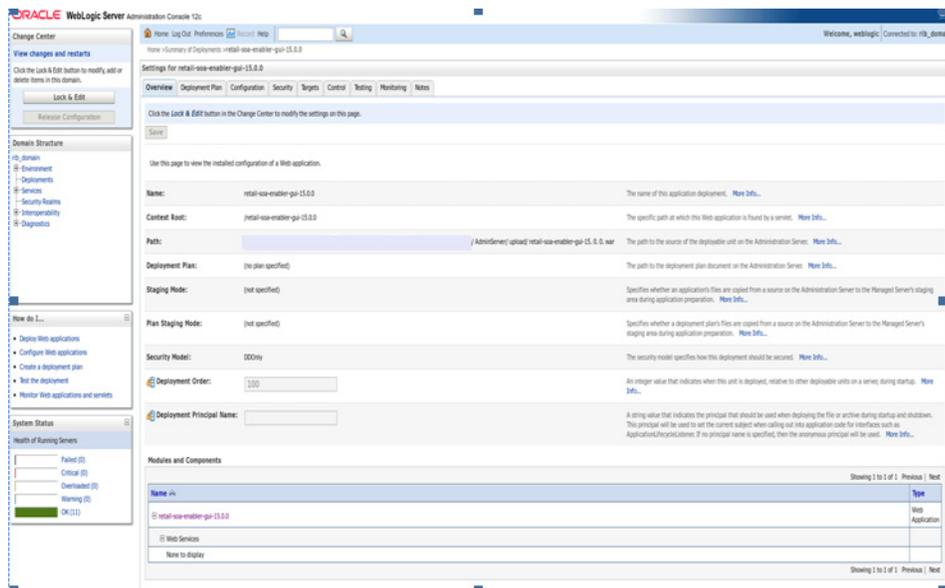 ORACLE WebLogic Server Administration Console 12c
Change Center
View changes and restarts
Click the Lock & Edit button to modify, add or
delete items in this domain.
Lock & Edit
Release Configuration
Domain Structure
rib_domain
Environment
Deployments
Services
Security Realms
Interoperability
Diagnostics
How do I...
Deploy Web applications
Configure Web applications
Create a deployment plan
Test the deployment
Monitor Web applications and servlets
System Status
Health of Running Servers
Failed (0)
Critical (0)
Overloaded (0)
Warning (0)
OK (11)
Home Log Out Preferences Record Help
Welcome, weblogic Connected to: rib_doma
Home >Summary of Deployments >retail-soa-enabler-gui-15.0.0
Settings for retail-soa-enabler-gui-15.0.0
Overview Deployment Plan Configuration Security Targets Control Testing Monitoring Notes
Click the Lock & Edit button in the Change Center to modify the settings on this page.
Save
Use this page to view the installed configuration of a Web application.
Name: retail-soa-enabler-gui-15.0.0 The name of this application deployment. More Info...
Context Root: /retail-soa-enabler-gui-15.0.0 The specific path at which this Web application is found by a servlet. More Info...
Path: / AdminServer/ upload/ retail-soa-enabler-gui-15. 0. 0. war The path to the source of the deployable unit on the Administration Server. More Info...
Deployment Plan: (no plan specified) The path to the deployment plan document on the Administration Server. More Info...
Staging Mode: (not specified) Specifies whether an application's files are copied from a source on the Administration Server to the Managed Server's staging
area during application preparation. More Info...
Plan Staging Mode: (not specified) Specifies whether a deployment plan's files are copied from a source on the Administration Server to the Managed Server's
staging area during application preparation. More Info...
Security Model: DDOnly The security model specifies how this deployment should be secured. More Info...
Deployment Order: 100 An integer value that indicates when this unit is deployed, relative to other deployable units on a server, during startup. More
Info...
Deployment Principal Name: A string value that indicates the principal that should be used when deploying the file or archive during startup and shutdown.
This principal will be used to set the current subject when calling out into application code for interfaces such as
ApplicationLifecycleListener. If no principal name is specified, then the anonymous principal will be used. More Info...
Modules and Components
Showing 1 to 1 of 1 Previous | Next
Name Type
retail-soa-enabler-gui-15.0.0 Web
Application
Web Services
None to display
Showing 1 to 1 of 1 Previous | Next